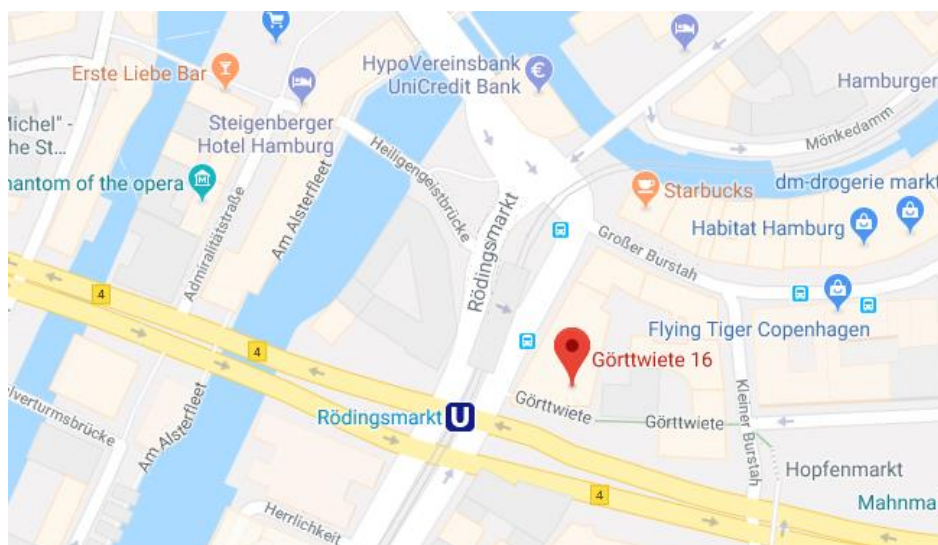 Erste Liebe Bar
HypoVereinsbank
UniCredit Bank
Hamburger
Steigenberger
Hotel Hamburg
Michel" -
he St...
Mönkedamm
Heiligengeistbrücke
hantom of the opera
Starbucks
dm-drogerie markt
Habitat Hamburg
Admiralitätstraße
Am Alsterfleet
Rödingsmarkt
Großer Burstah
4
Flying Tiger Copenhagen
4
Görttwiete 16
Kleiner Burstah
Rödingsmarkt
U
Görttwiete
Görttwiete
lverturmsbrücke
Am Alsterfleet
Hopfenmarkt
4
Mahnma
Herrlichkeit